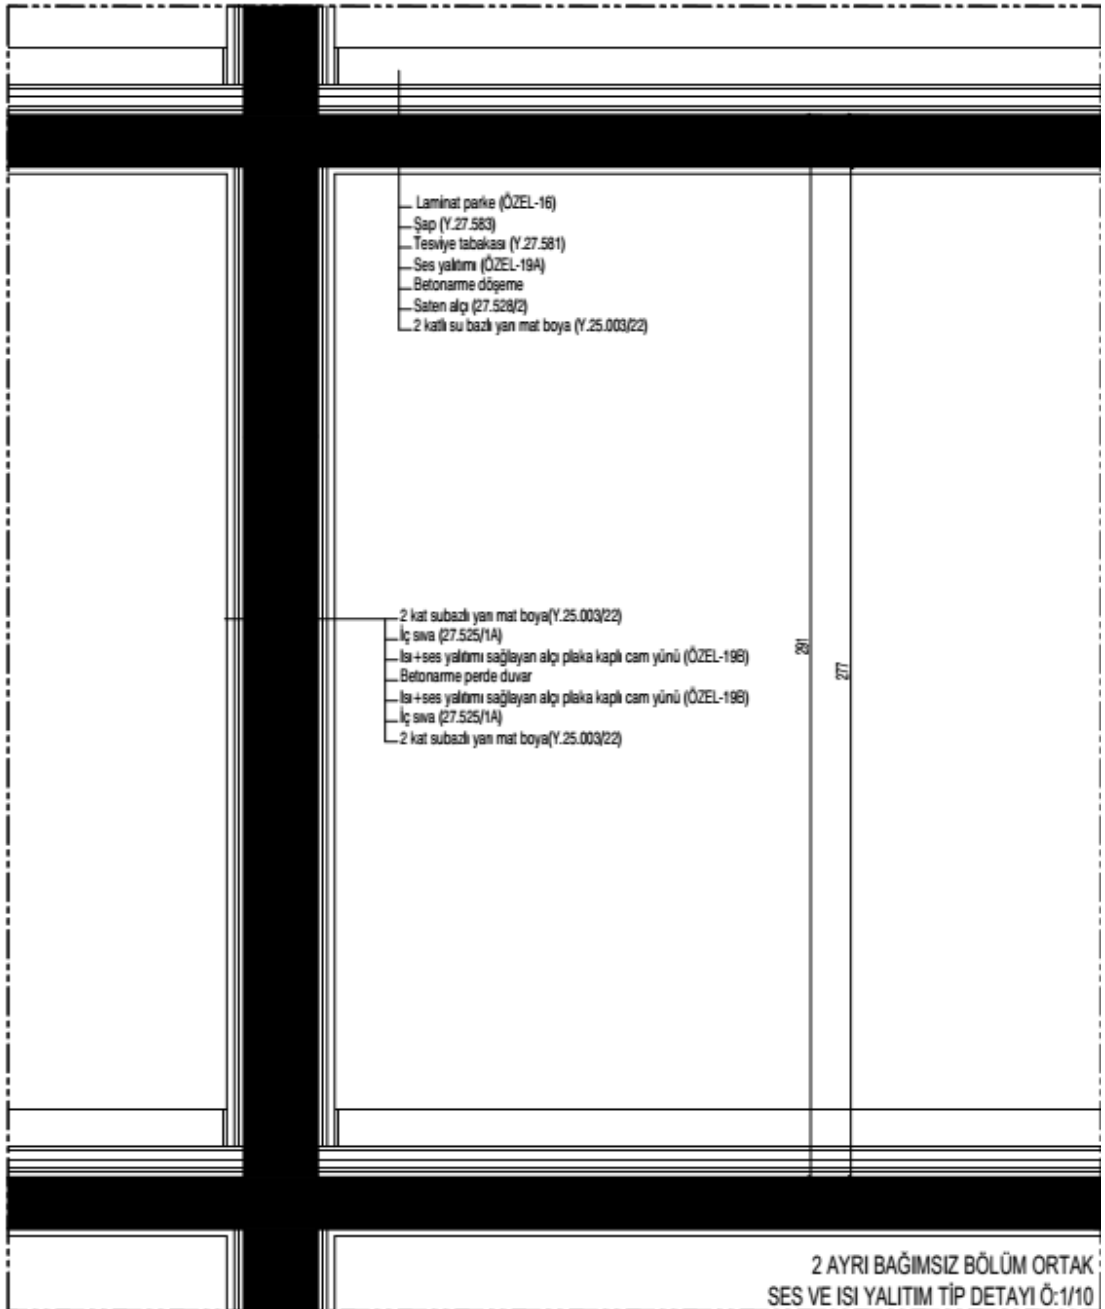 Laminat parke (ÖZEL-16)
Şap (Y.27.583)
Tesviye tabakası (Y.27.581)
Ses yalıtımı (ÖZEL-19A)
Betonarme döşeme
Saten alçı (27.528/2)
2 katlı su bazlı yarı mat boya (Y.25.003/22)
2 kat subazlı yarı mat boya(Y.25.003/22)
İç sıva (27.525/1A)
Isı+ses yalıtımı sağlayan alçı plaka kaplı cam yünü (ÖZEL-19B)
Betonarme perde duvar
Isı+ses yalıtımı sağlayan alçı plaka kaplı cam yünü (ÖZEL-19B)
İç sıva (27.525/1A)
2 kat subazlı yarı mat boya(Y.25.003/22)
291
277
2 AYRI BAĞIMSIZ BÖLÜM ORTAK
SES VE ISI YALITIM TİP DETAYI Ö:1/10